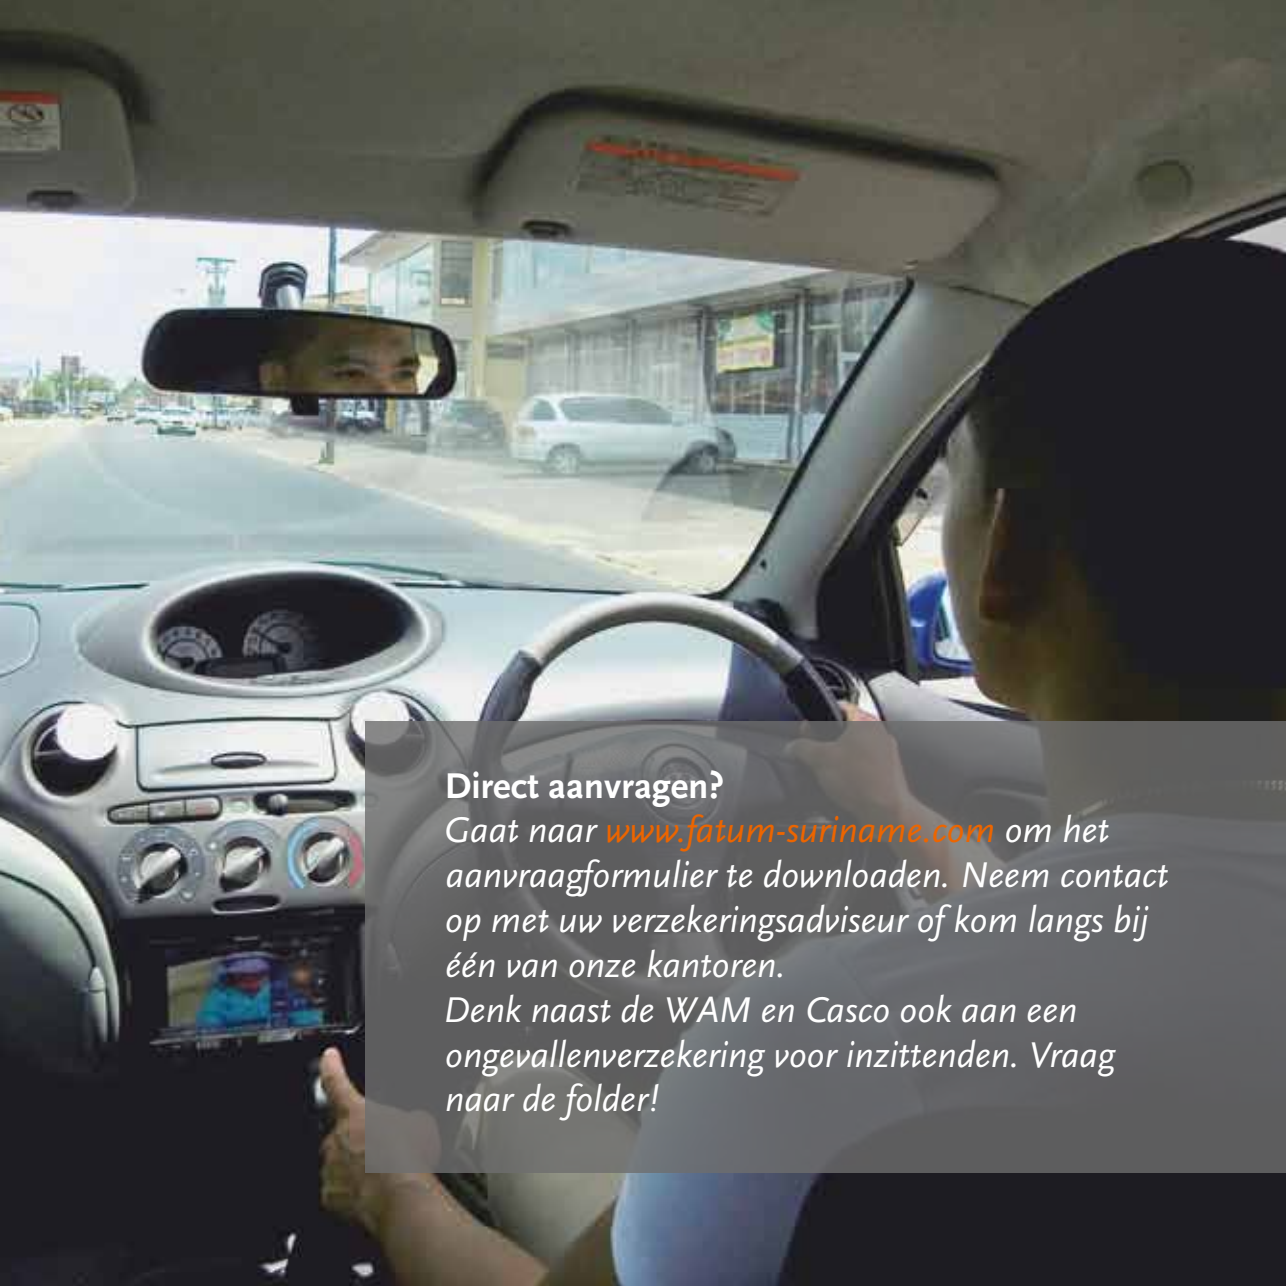 Direct aanvragen?
Gaat naar www.fatum-suriname.com om het
aanvraagformulier te downloaden. Neem contact
op met uw verzekeringsadviseur of kom langs bij
één van onze kantoren.
Denk naast de WAM en Casco ook aan een
ongevallenverzekering voor inzittenden. Vraag
naar de folder!